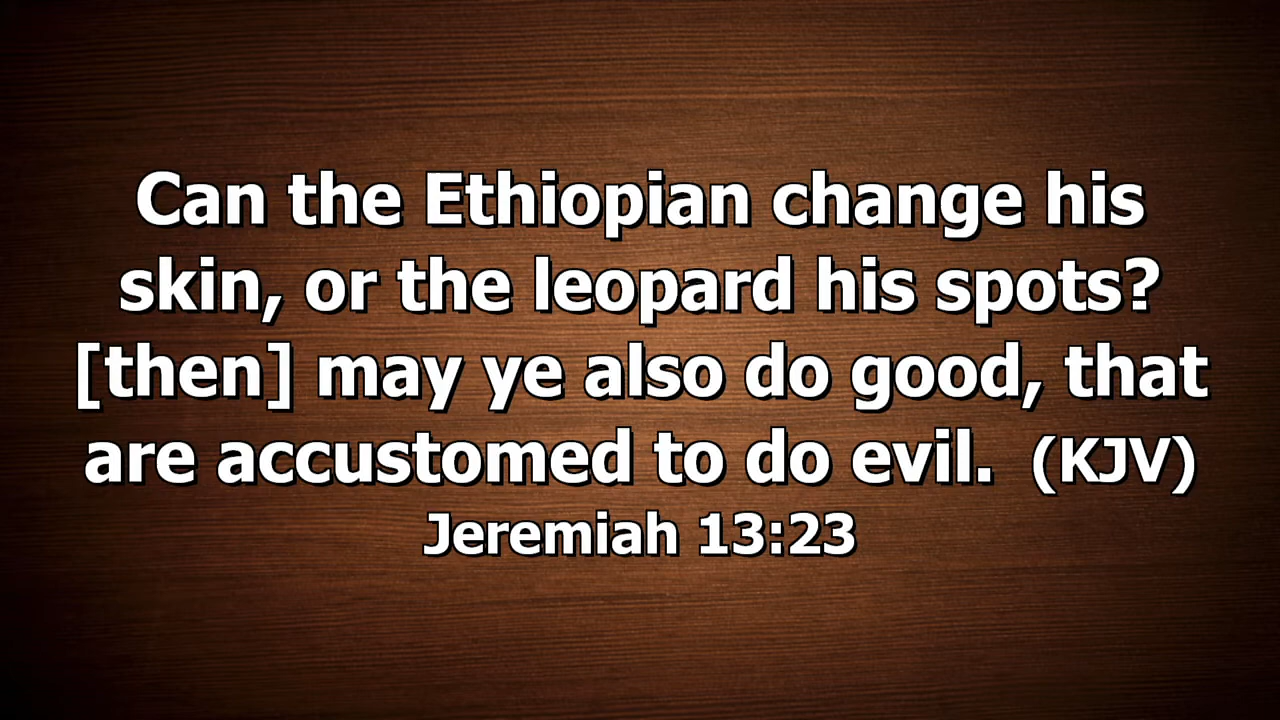 Can the Ethiopian change his
skin, or the leopard his spots?
[then] may ye also do good, that
are accustomed to do evil. (KJV)
Jeremiah 13:23